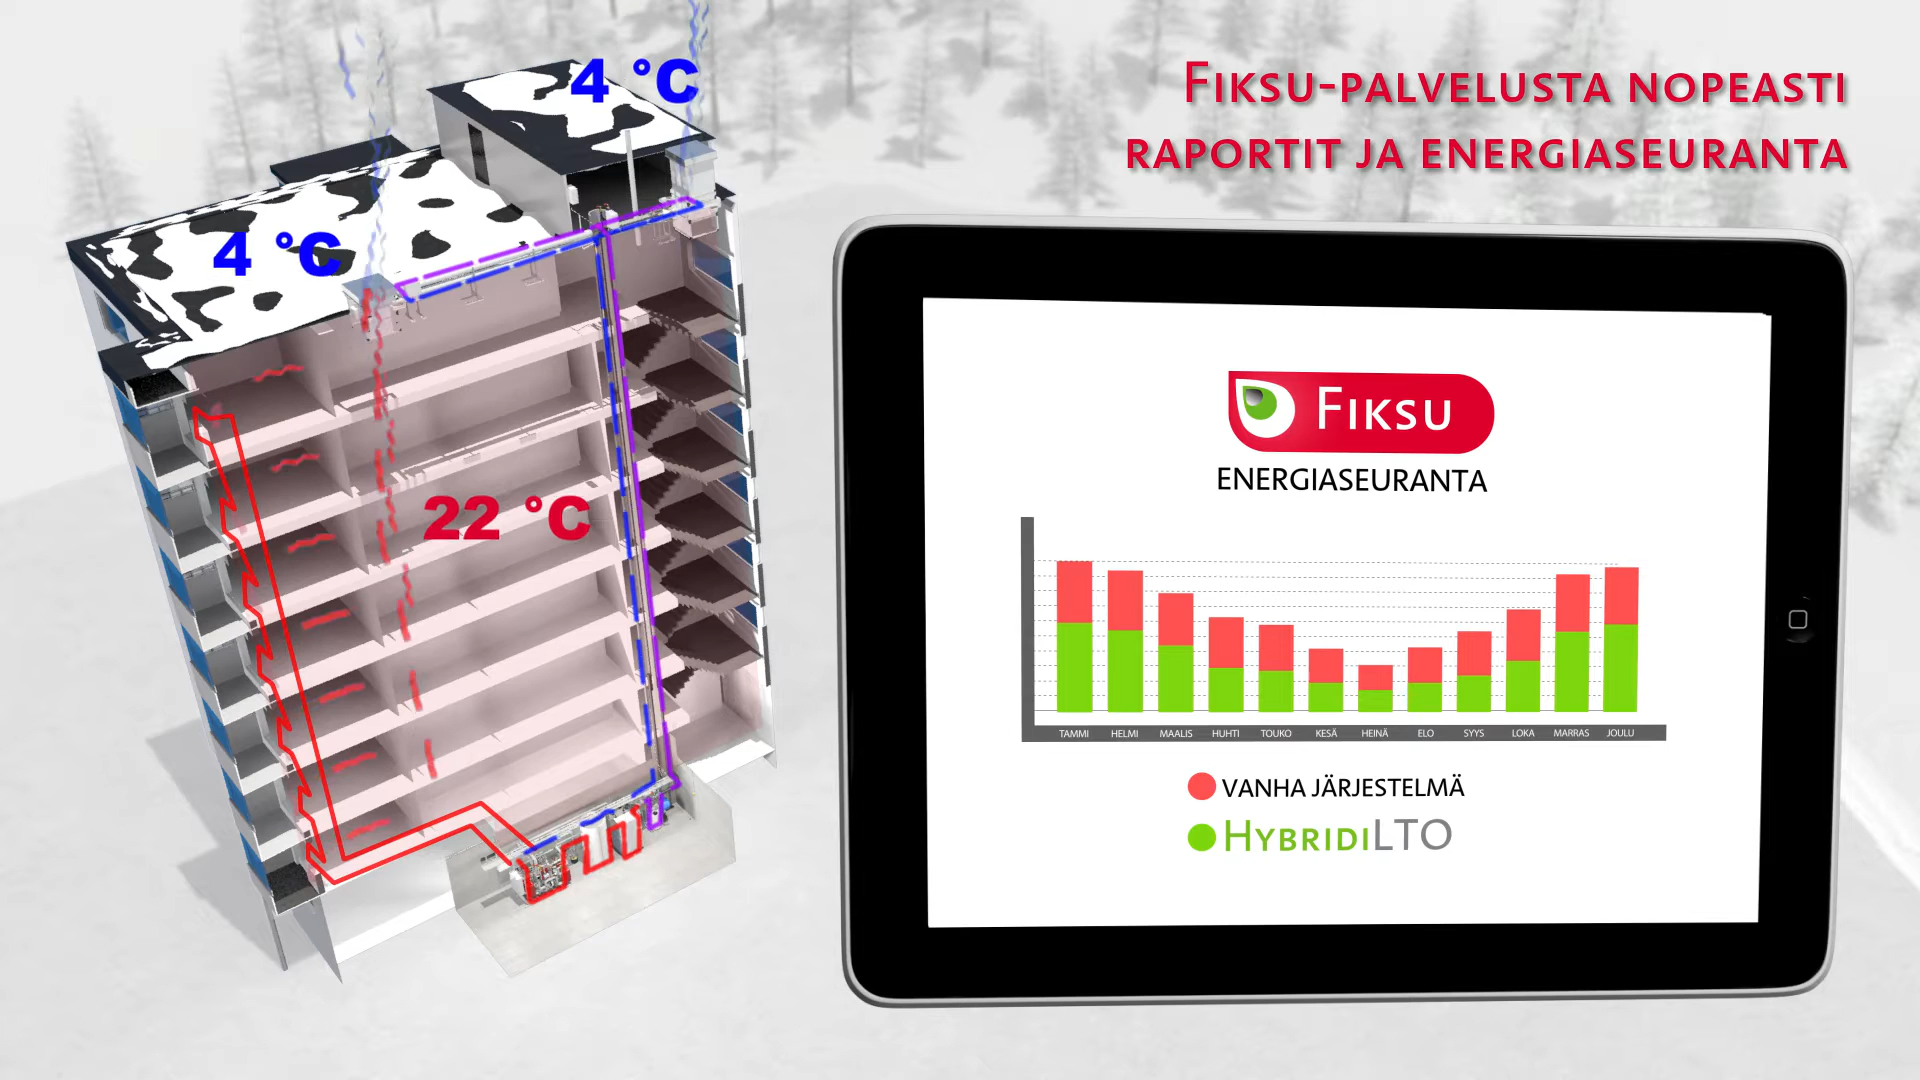 4 °C
4 °C
22 °C
FIKSU-PALVELUSTA NOPEASTI
RAPORTIT JA ENERGIASEURANTA
FIKSU
ENERGIASEURANTA
TAMMI HELMI MAALIS HUHTI TOUKO KESÄ HEINÄ ELO SYYS LOKA MARRAS JOULU
VANHA JÄRJESTELMÄ
HYBRIDILTO